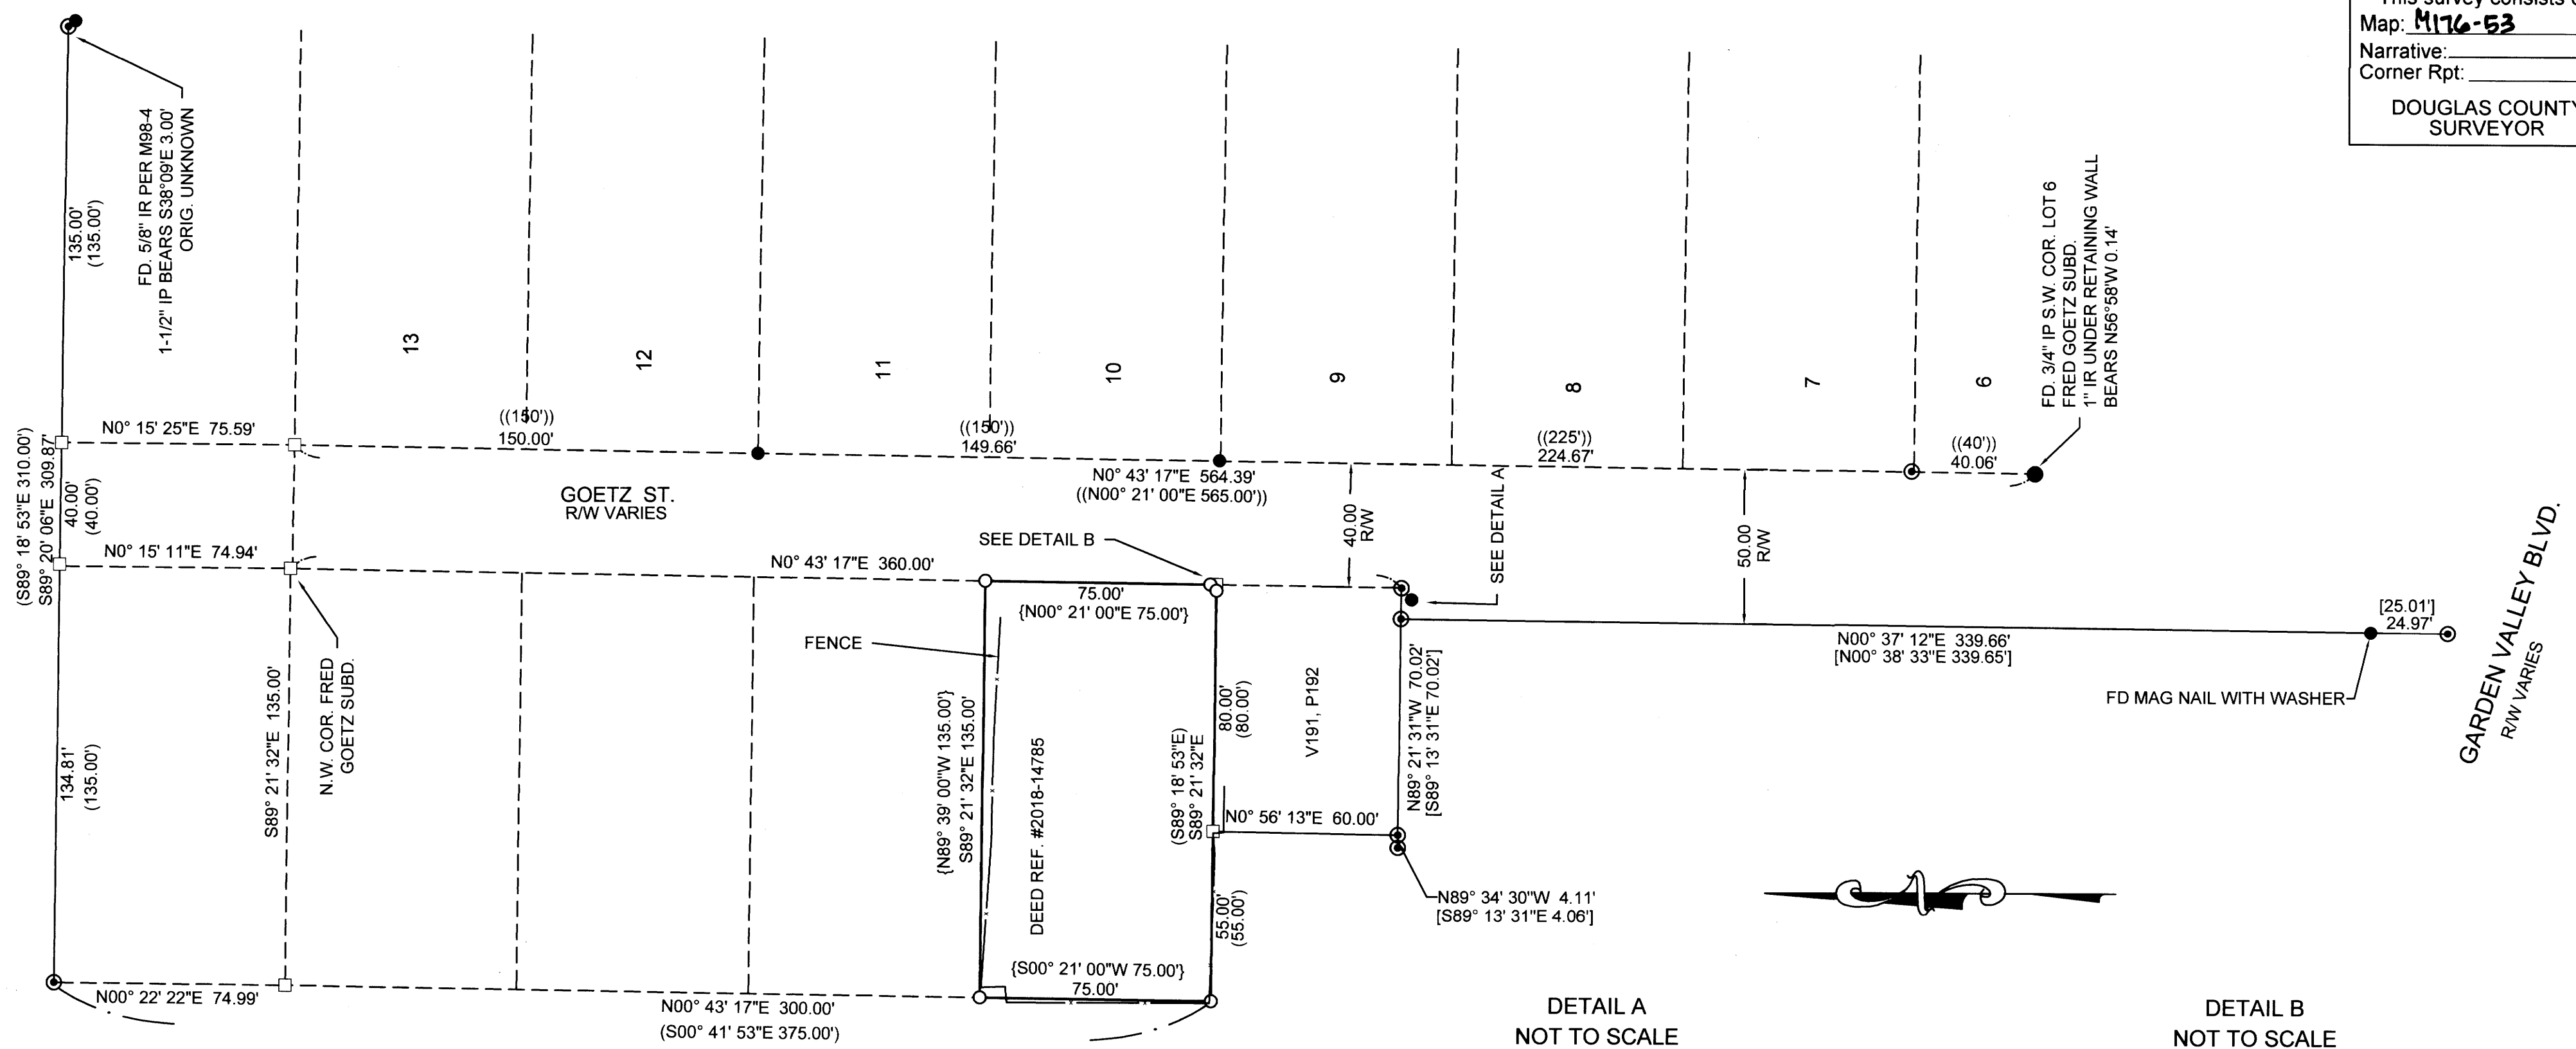 This survey consists o
Map: M176-53
Narrative:
Corner Rpt:
DOUGLAS COUNTY
SURVEYOR
FD. 5/8" IR PER M98-4
1-1/2" IP BEARS S38°09'E 3.00'
ORIG. UNKNOWN
135.00'
(135.00')
13
12
11
10
9
8
7
6
FD. 3/4" IP S.W. COR. LOT 6
FRED GOETZ SUBD.
1" IR UNDER RETAINING WALL
BEARS N56°58'W 0.14'
(S89° 18' 53"E 310.00')
S89° 20' 06"E 309.87'
40.00'
(40.00')
N0° 15' 25"E 75.59'
((150'))
150.00'
((150'))
149.66'
((225'))
224.67'
((40'))
40.06'
N0° 43' 17"E 564.39'
((N00° 21' 00"E 565.00'))
GOETZ ST.
R/W VARIES
40.00
R/W
SEE DETAIL A
50.00
R/W
SEE DETAIL B
N0° 15' 11"E 74.94'
N0° 43' 17"E 360.00'
75.00'
{N00° 21' 00"E 75.00'}
FENCE
N.W. COR. FRED
GOETZ SUBD.
S89° 21' 32"E 135.00'
134.81'
(135.00')
{N89° 39' 00"W 135.00'}
S89° 21' 32"E 135.00'
DEED REF. #2018-14785
(S89° 18' 53"E)
S89° 21' 32"E
80.00'
(80.00')
V191, P192
N89° 21' 31"W 70.02'
[S89° 13' 31"E 70.02']
N00° 37' 12"E 339.66'
[N00° 38' 33"E 339.65']
[25.01']
24.97'
FD MAG NAIL WITH WASHER
GARDEN VALLEY BLVD.
R/W VARIES
N0° 56' 13"E 60.00'
55.00'
(55.00')
N89° 34' 30"W 4.11'
[S89° 13' 31"E 4.06']
{S00° 21' 00"W 75.00'}
75.00'
N00° 22' 22"E 74.99'
N00° 43' 17"E 300.00'
(S00° 41' 53"E 375.00')
DETAIL A
NOT TO SCALE
DETAIL B
NOT TO SCALE